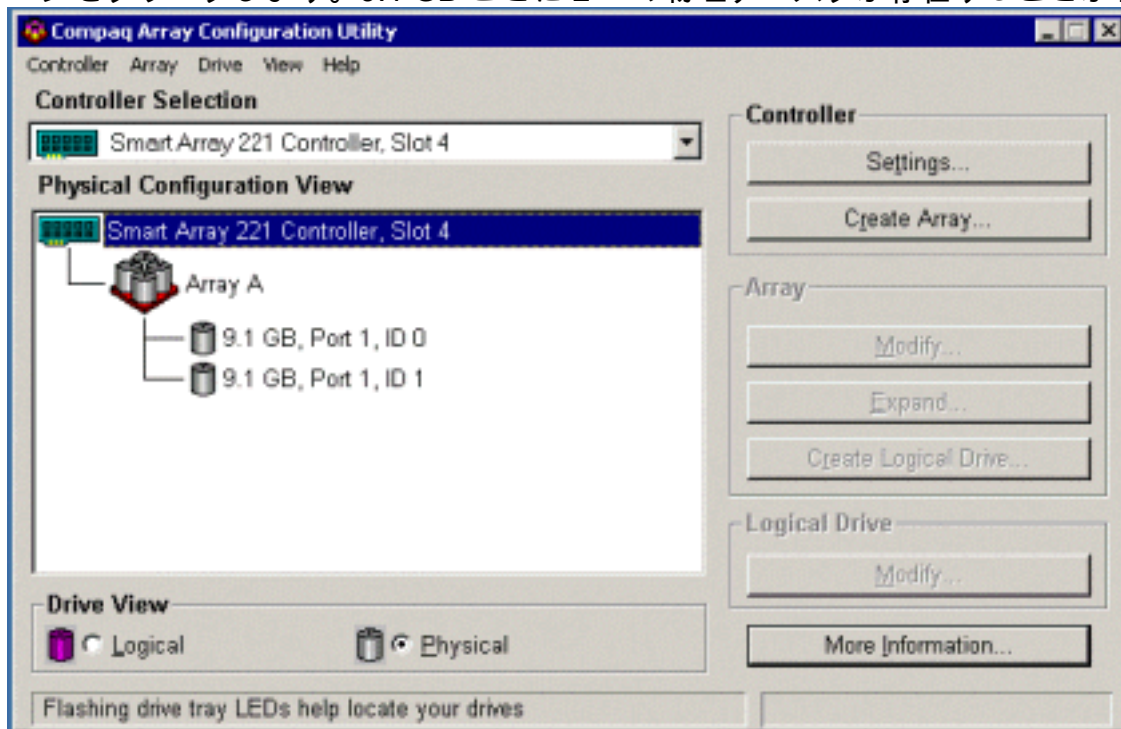 Compaq Array Configuration Utility
Controller Array Drive View Help
Controller Selection
Smart Array 221 Controller, Slot 4
Physical Configuration View
Smart Array 221 Controller, Slot 4
Array A
9.1 GB, Port 1, ID 0
9.1 GB, Port 1, ID 1
Drive View
Logical
Physical
Controller
Settings...
Create Array...
Array
Modify...
Expand...
Create Logical Drive...
Logical Drive
Modify...
More Information...
Flashing drive tray LEDs help locate your drives